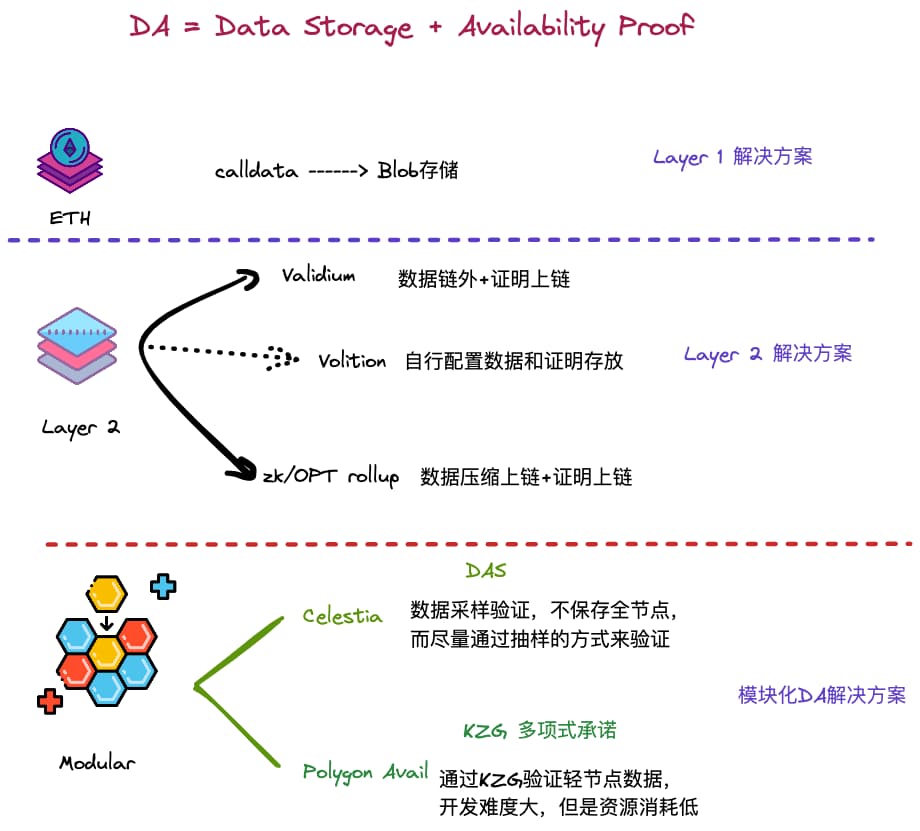 DA = Data Storage + Availability Proof
calldata ------> Blob存储
Layer 1 解决方案
ETH
Validium 数据链外+证明上链
Volition 自行配置数据和证明存放
Layer 2 解决方案
Layer 2
zk/OPT rollup 数据压缩上链+证明上链
DAS
Celestia 数据采样验证，不保存全节点，
而尽量通过抽样的方式来验证
模块化DA解决方案
KZG 多项式承诺
Modular
Polygon Avail 通过KZG验证轻节点数据，
开发难度大，但是资源消耗低